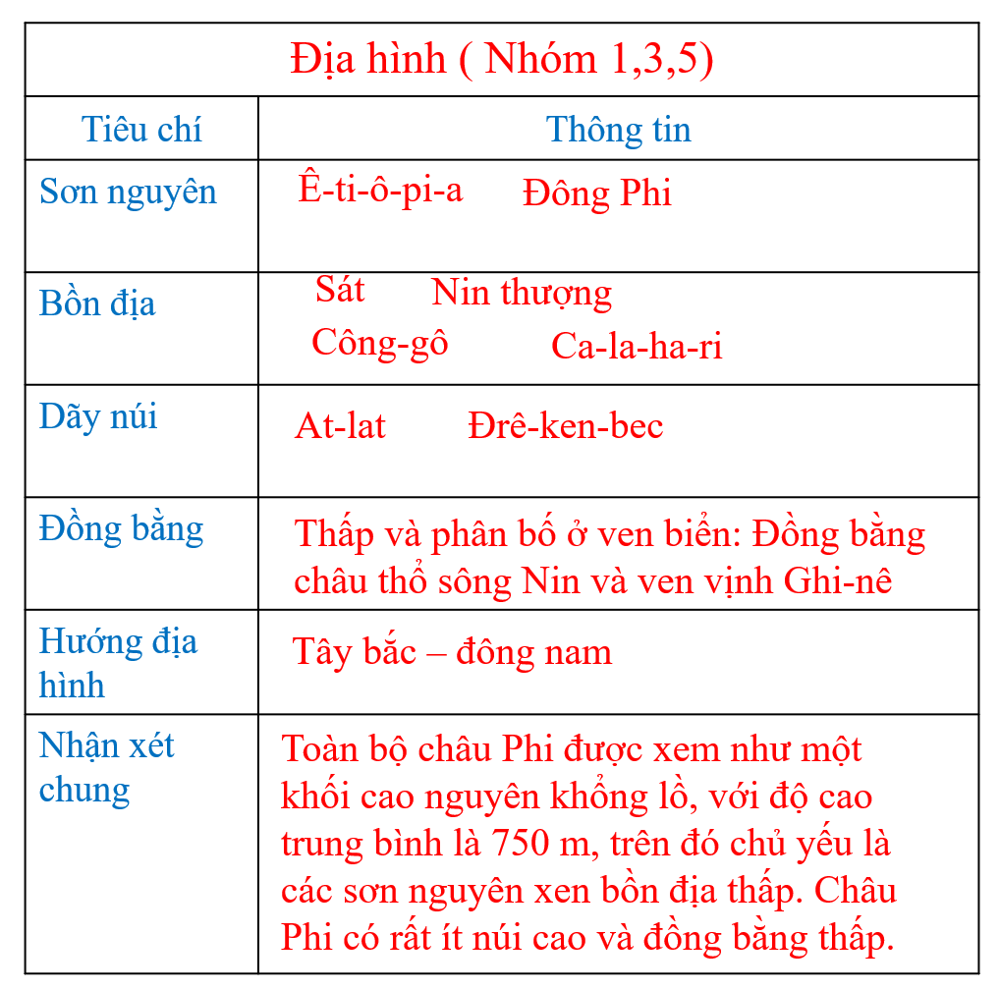 Địa hình ( Nhóm 1,3,5)
Tiêu chí Thông tin
Sơn nguyên Ê-ti-ô-pi-a Đông Phi
Bồn địa Sát Nin thượng
Công-gô Ca-la-ha-ri
Dãy núi At-lat Đrê-ken-bec
Đồng bằng Thấp và phân bố ở ven biển: Đồng bằng
châu thổ sông Nin và ven vịnh Ghi-nê
Hướng địa
hình
Tây bắc – đông nam
Nhận xét
chung
Toàn bộ châu Phi được xem như một
khối cao nguyên khổng lồ, với độ cao
trung bình là 750 m, trên đó chủ yếu là
các sơn nguyên xen bồn địa thấp. Châu
Phi có rất ít núi cao và đồng bằng thấp.